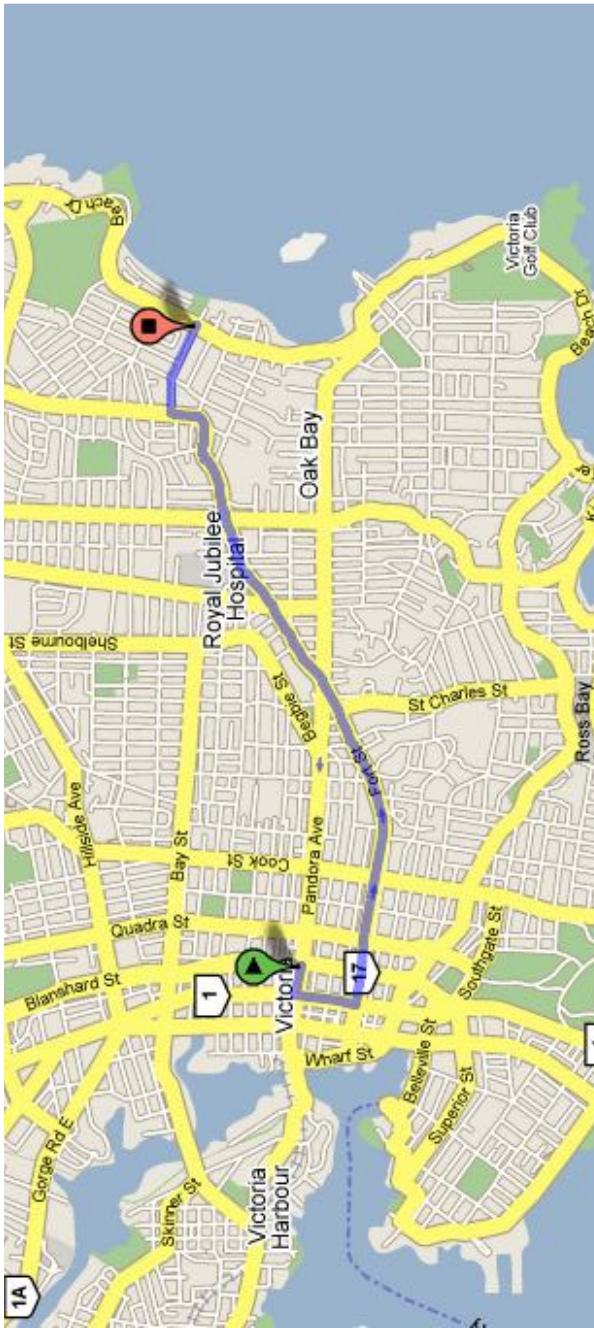 Beach Dr
Victoria
Golf Club
Beach Dr
Oak Bay
Royal Jubilee
Hospital
Shelbourne St
Begbie St
St Charles St
Ross Bay
Fort St
Hillside Ave
Bay St
Cook St
Pandora Ave
Quadra St
Blanshard St
1
Victoria
17
Southgate St
Wharf St
Belleville St
Superior St
Gorge Rd E
Skinner St
Victoria
Harbour
1A